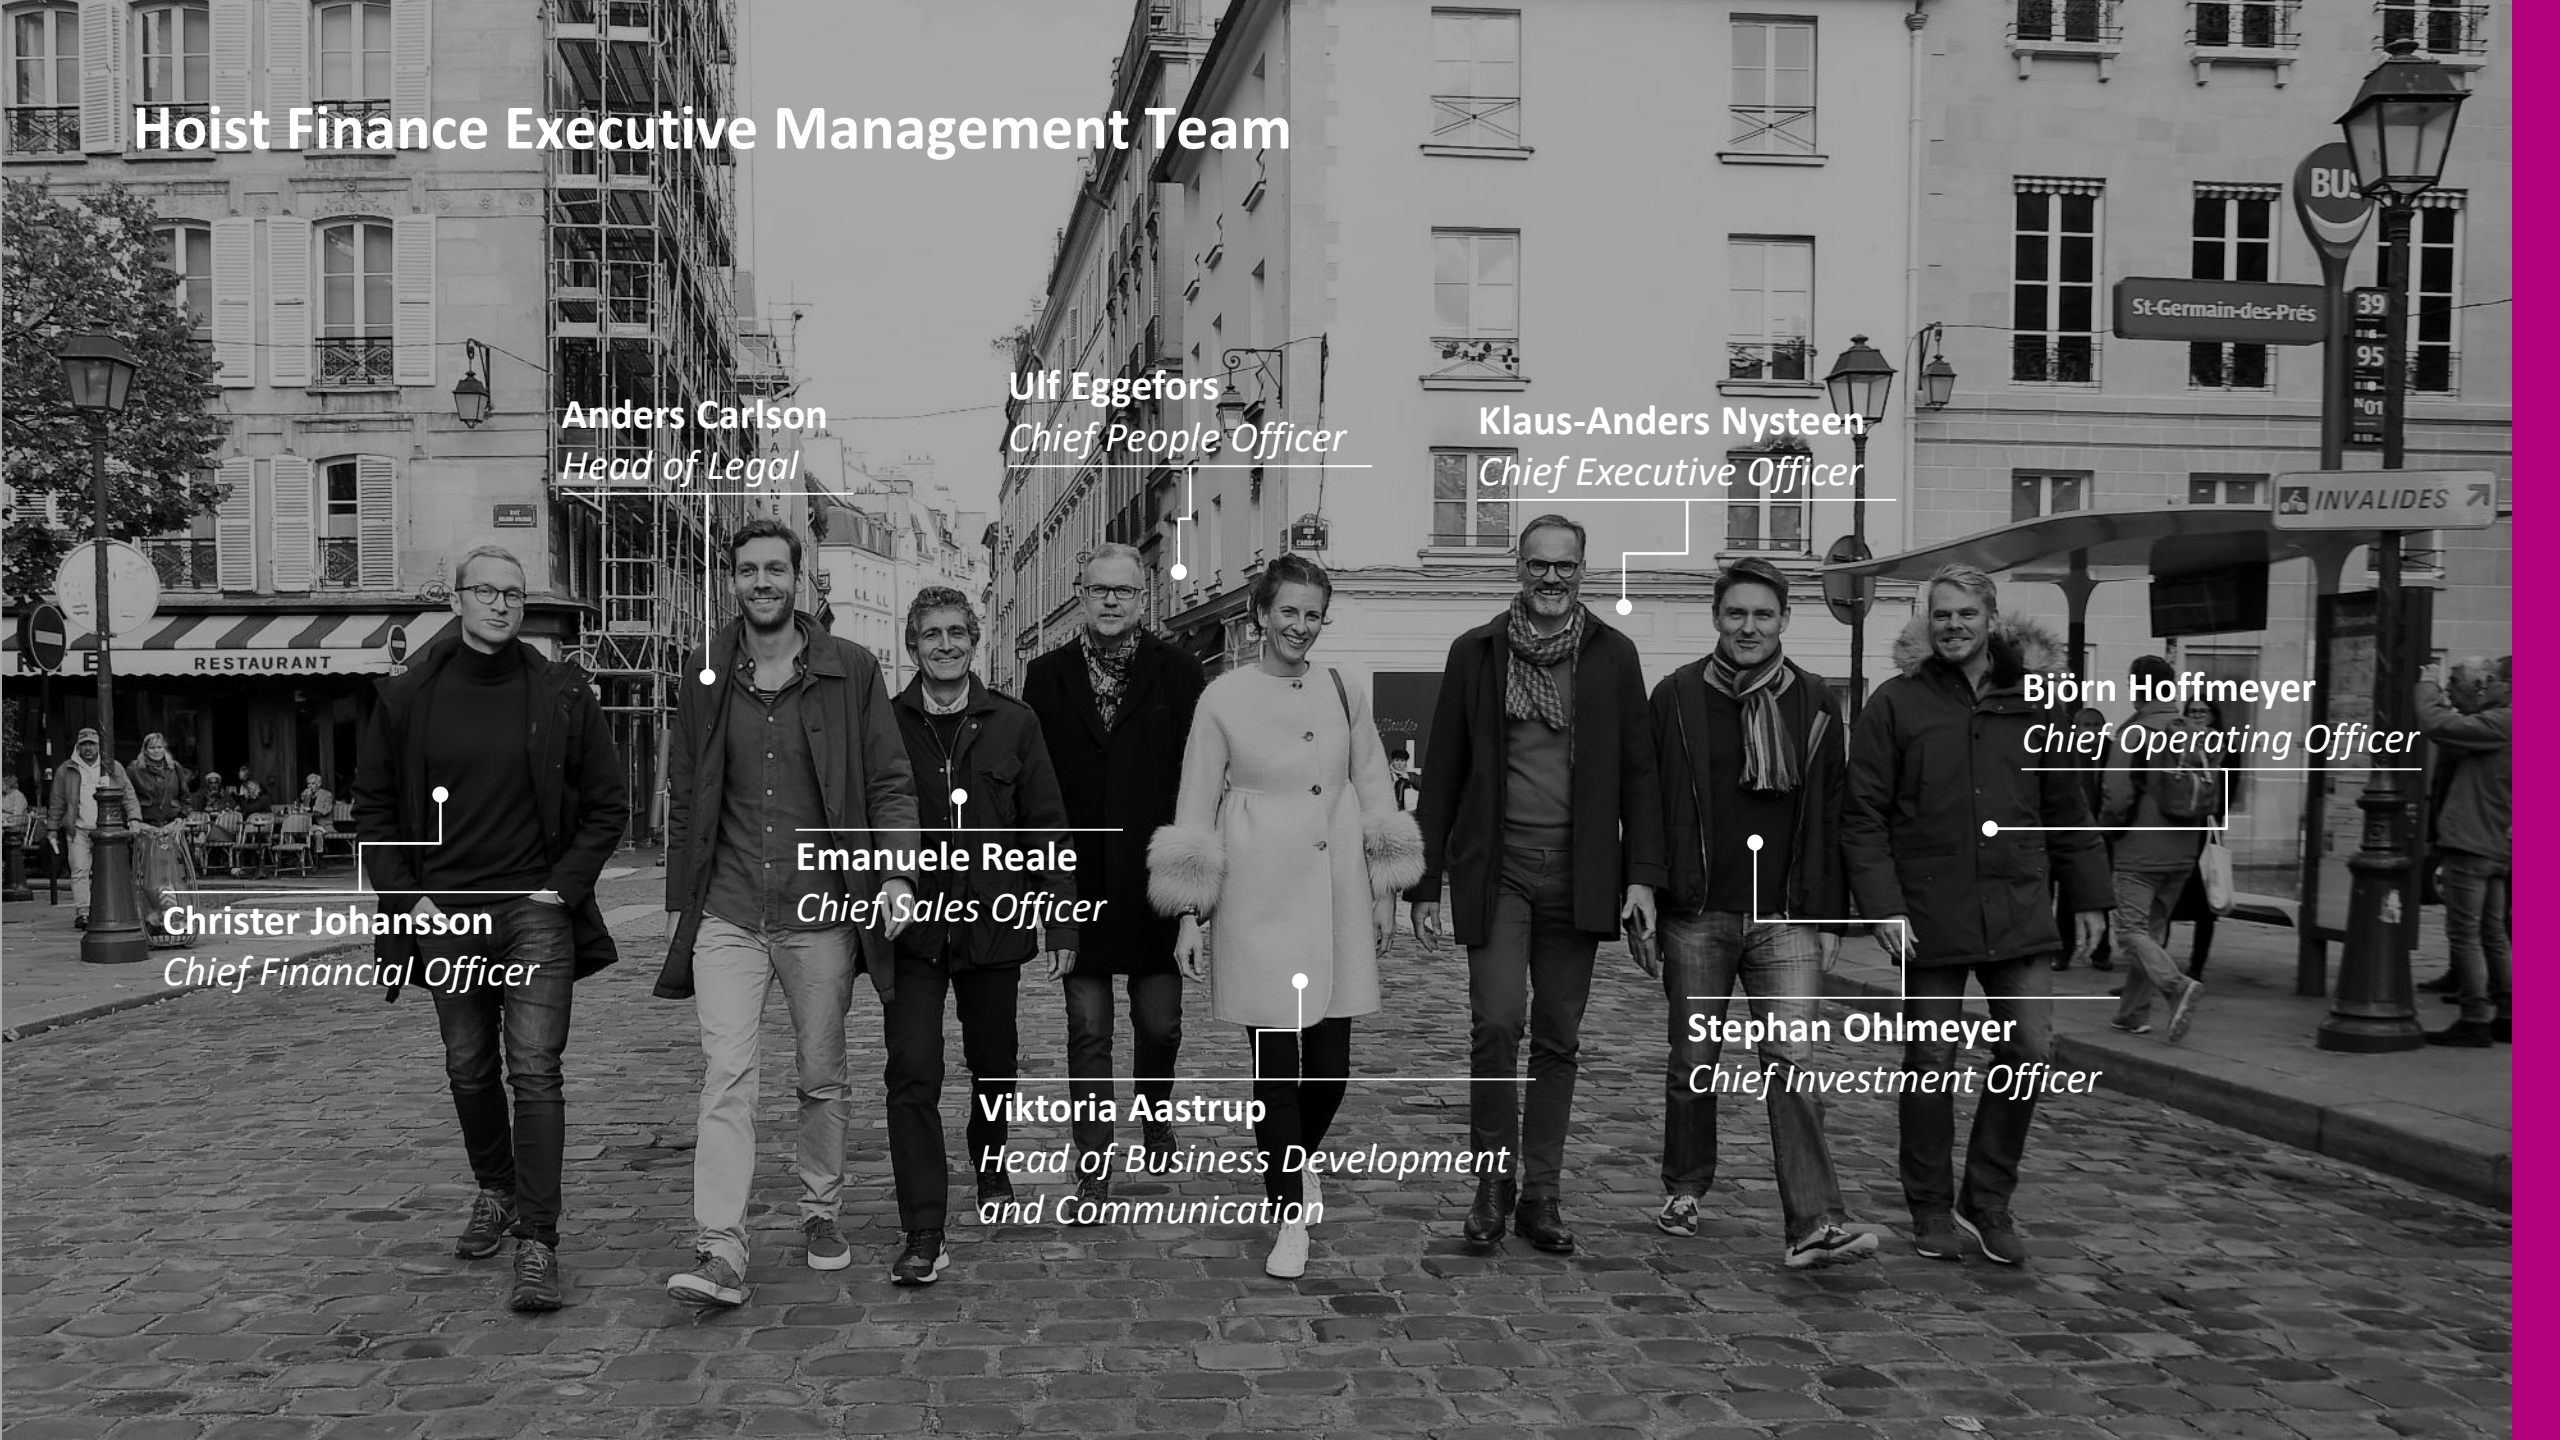 Hoist Finance Executive Management Team
BUS
St-Germain-des-Prés
39
95
N01
Ulf Eggefors
Chief People Officer
Anders Carlson
Head of Legal
Klaus-Anders Nysteen
Chief Executive Officer
INVALIDES
RESTAURANT
Björn Hoffmeyer
Chief Operating Officer
Emanuele Reale
Chief Sales Officer
Christer Johansson
Chief Financial Officer
Stephan Ohlmeyer
Chief Investment Officer
Viktoria Aastrup
Head of Business Development
and Communication